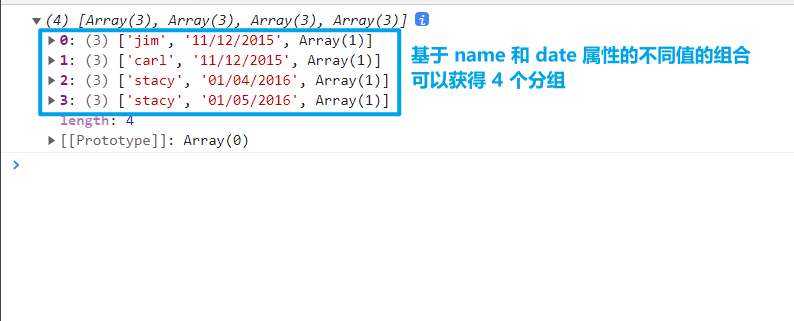 (4) [Array(3), Array(3), Array(3), Array(3)] i
0: (3) ['jim', '11/12/2015', Array(1)]
1: (3) ['carl', '11/12/2015', Array(1)]
2: (3) ['stacy', '01/04/2016', Array(1)]
3: (3) ['stacy', '01/05/2016', Array(1)]
length: 4
[[Prototype]]: Array(0)
基于 name 和 date 属性的不同值的组合
可以获得 4 个分组